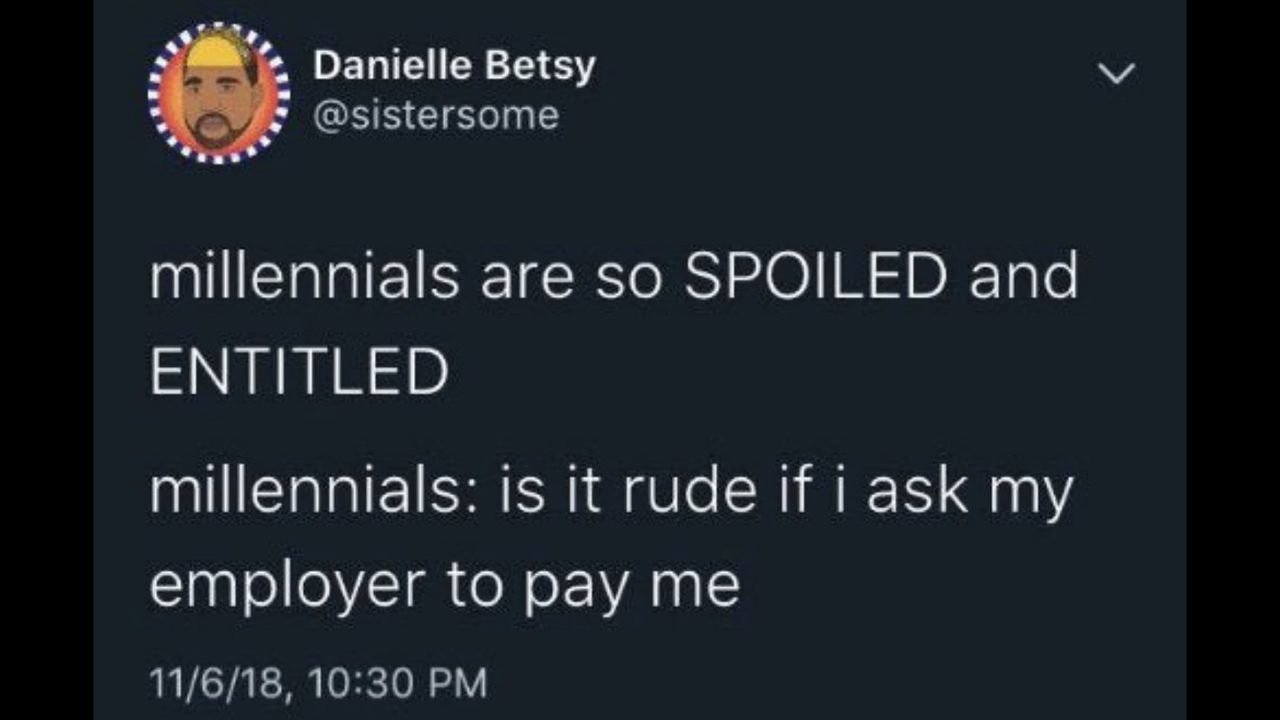 Danielle Betsy
@sistersome
millennials are so SPOILED and
ENTITLED
millennials: is it rude if i ask my
employer to pay me
11/6/18, 10:30 PM